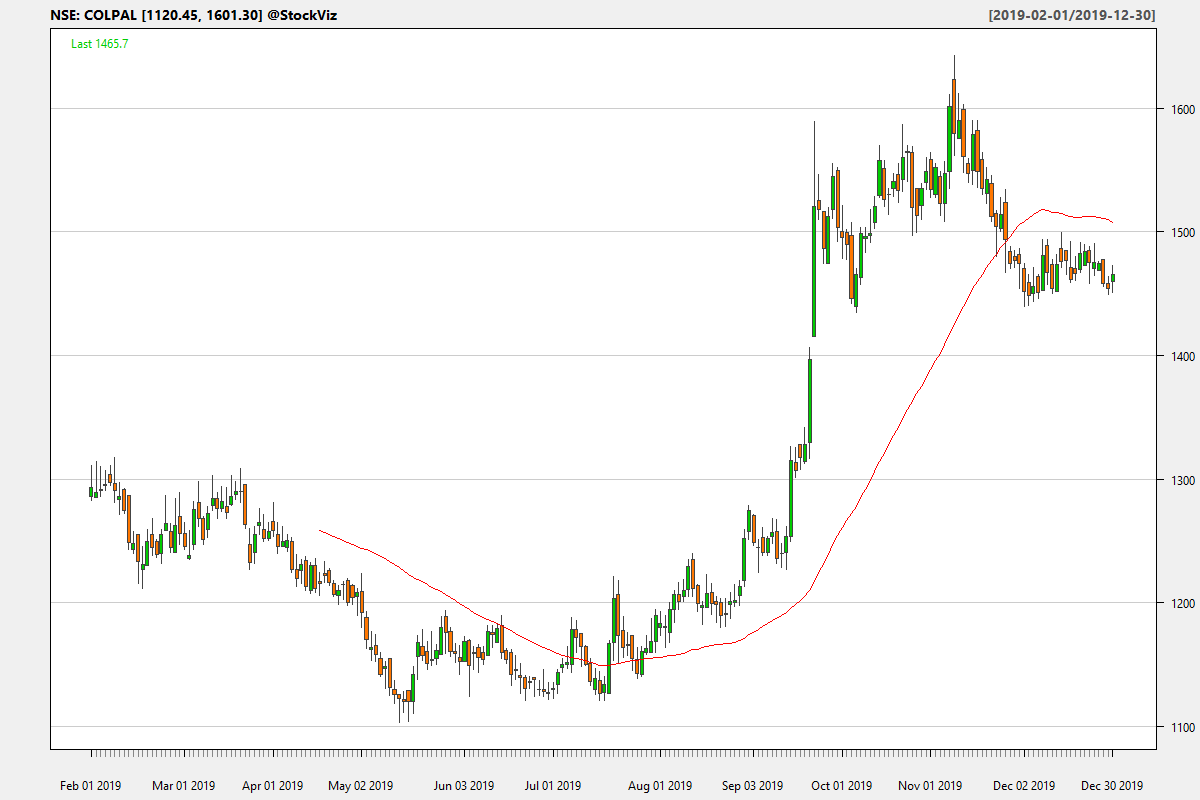 NSE: COLPAL [1120.45, 1601.30] @StockViz
[2019-02-01/2019-12-30]
Last 1465.7
1600
1500
1400
1300
1200
1100
Feb 01 2019 Mar 01 2019 Apr 01 2019 May 02 2019 Jun 03 2019 Jul 01 2019 Aug 01 2019 Sep 03 2019 Oct 01 2019 Nov 01 2019 Dec 02 2019 Dec 30 2019